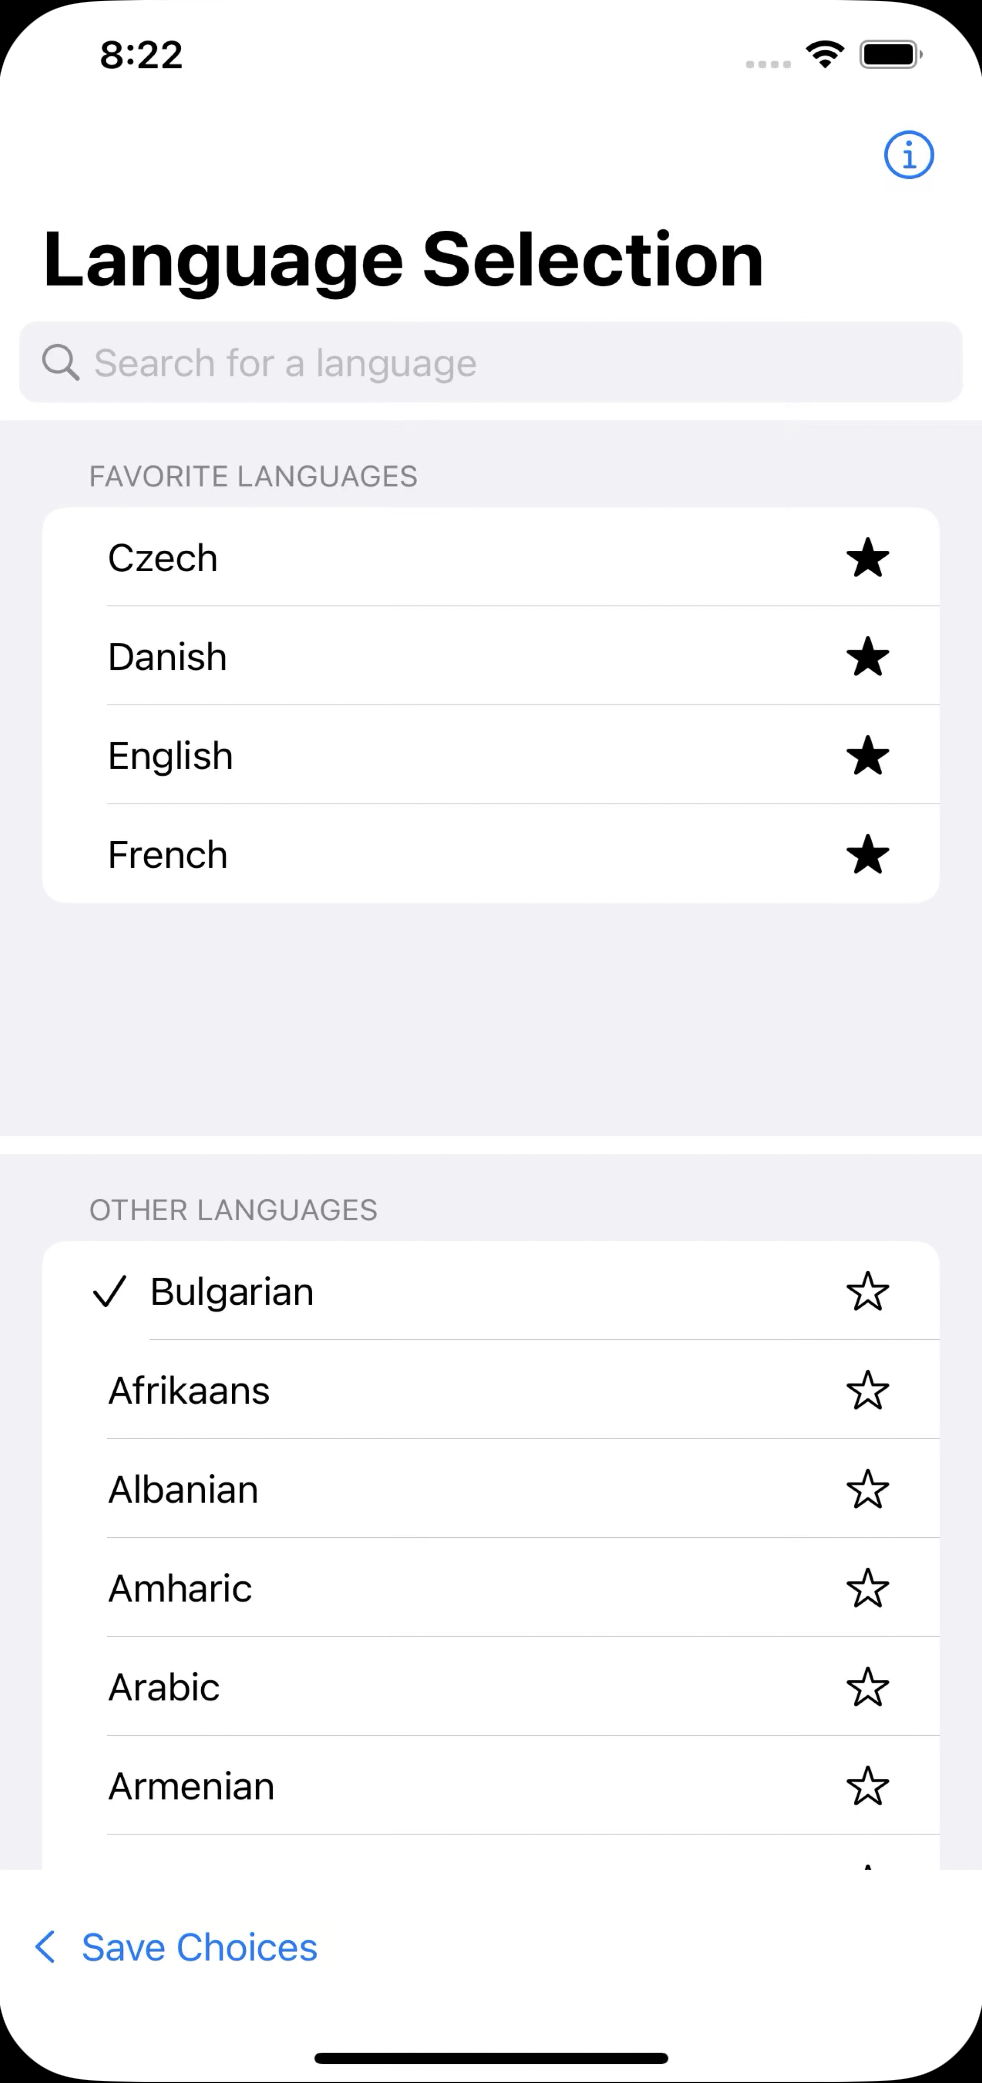 8:22
Language Selection
Search for a language
FAVORITE LANGUAGES
Czech
Danish
English
French
OTHER LANGUAGES
Bulgarian
Afrikaans
Albanian
Amharic
Arabic
Armenian
Save Choices